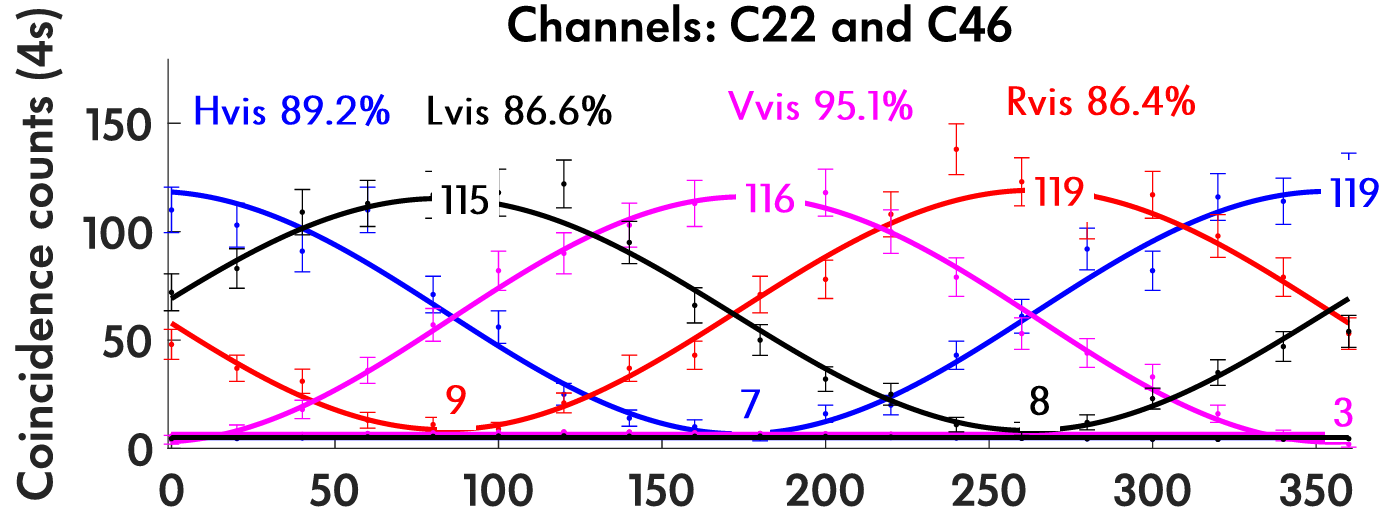 Channels: C22 and C46
Coincidence counts (4s)
Hvis 89.2% Lvis 86.6% Vvis 95.1% Rvis 86.4%
150
100
50
0
115 116 119 119
9 7 8 3
0 50 100 150 200 250 300 350